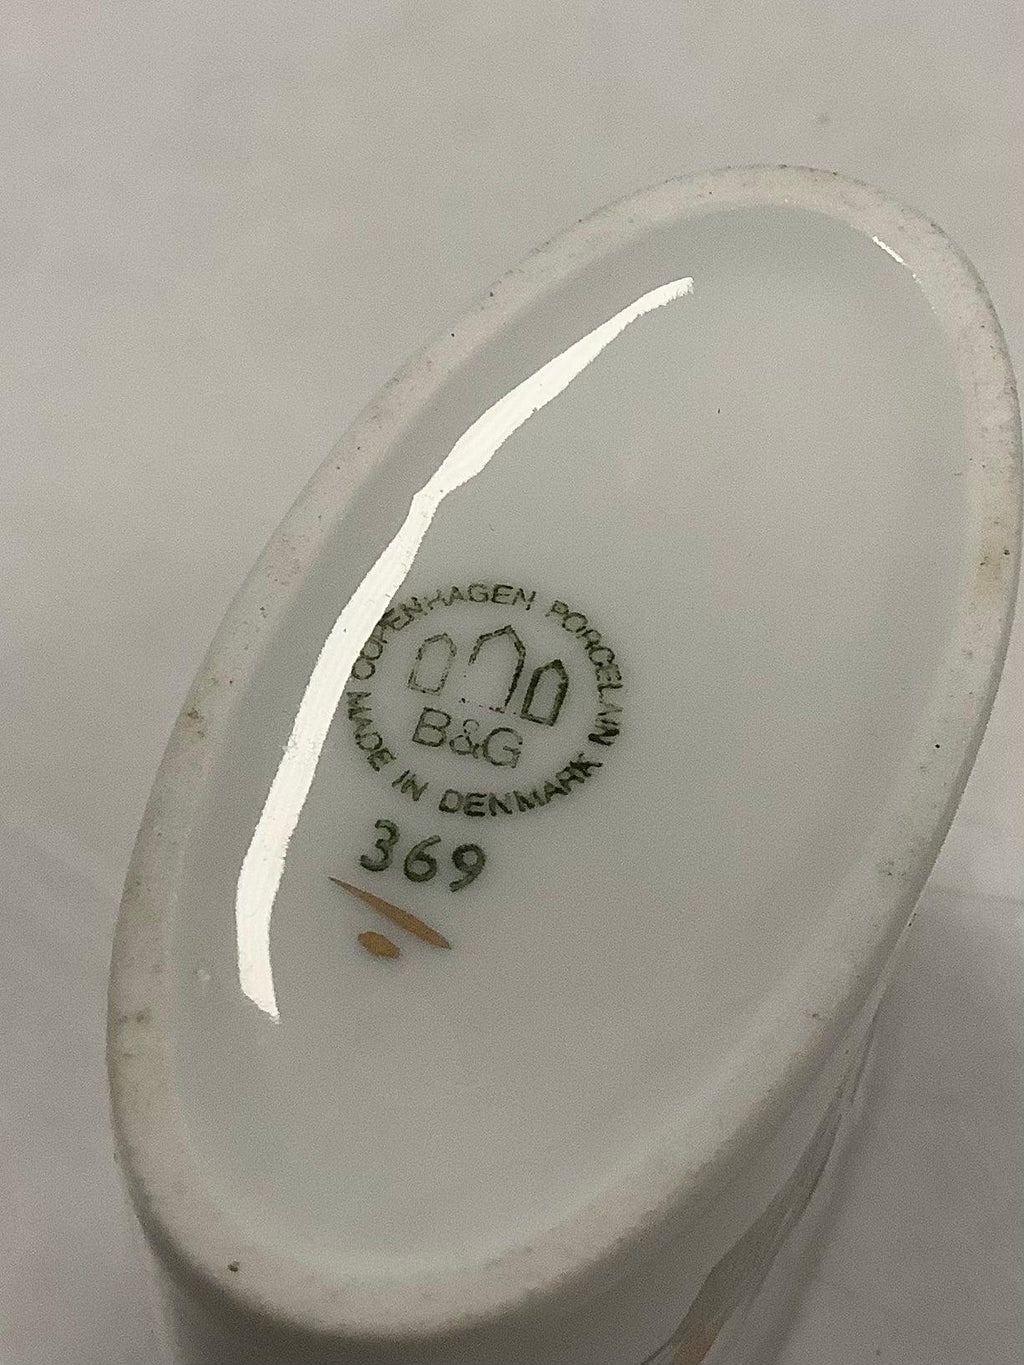 COPENHAGEN PORCELAIN
B&G
MADE IN DENMARK
369